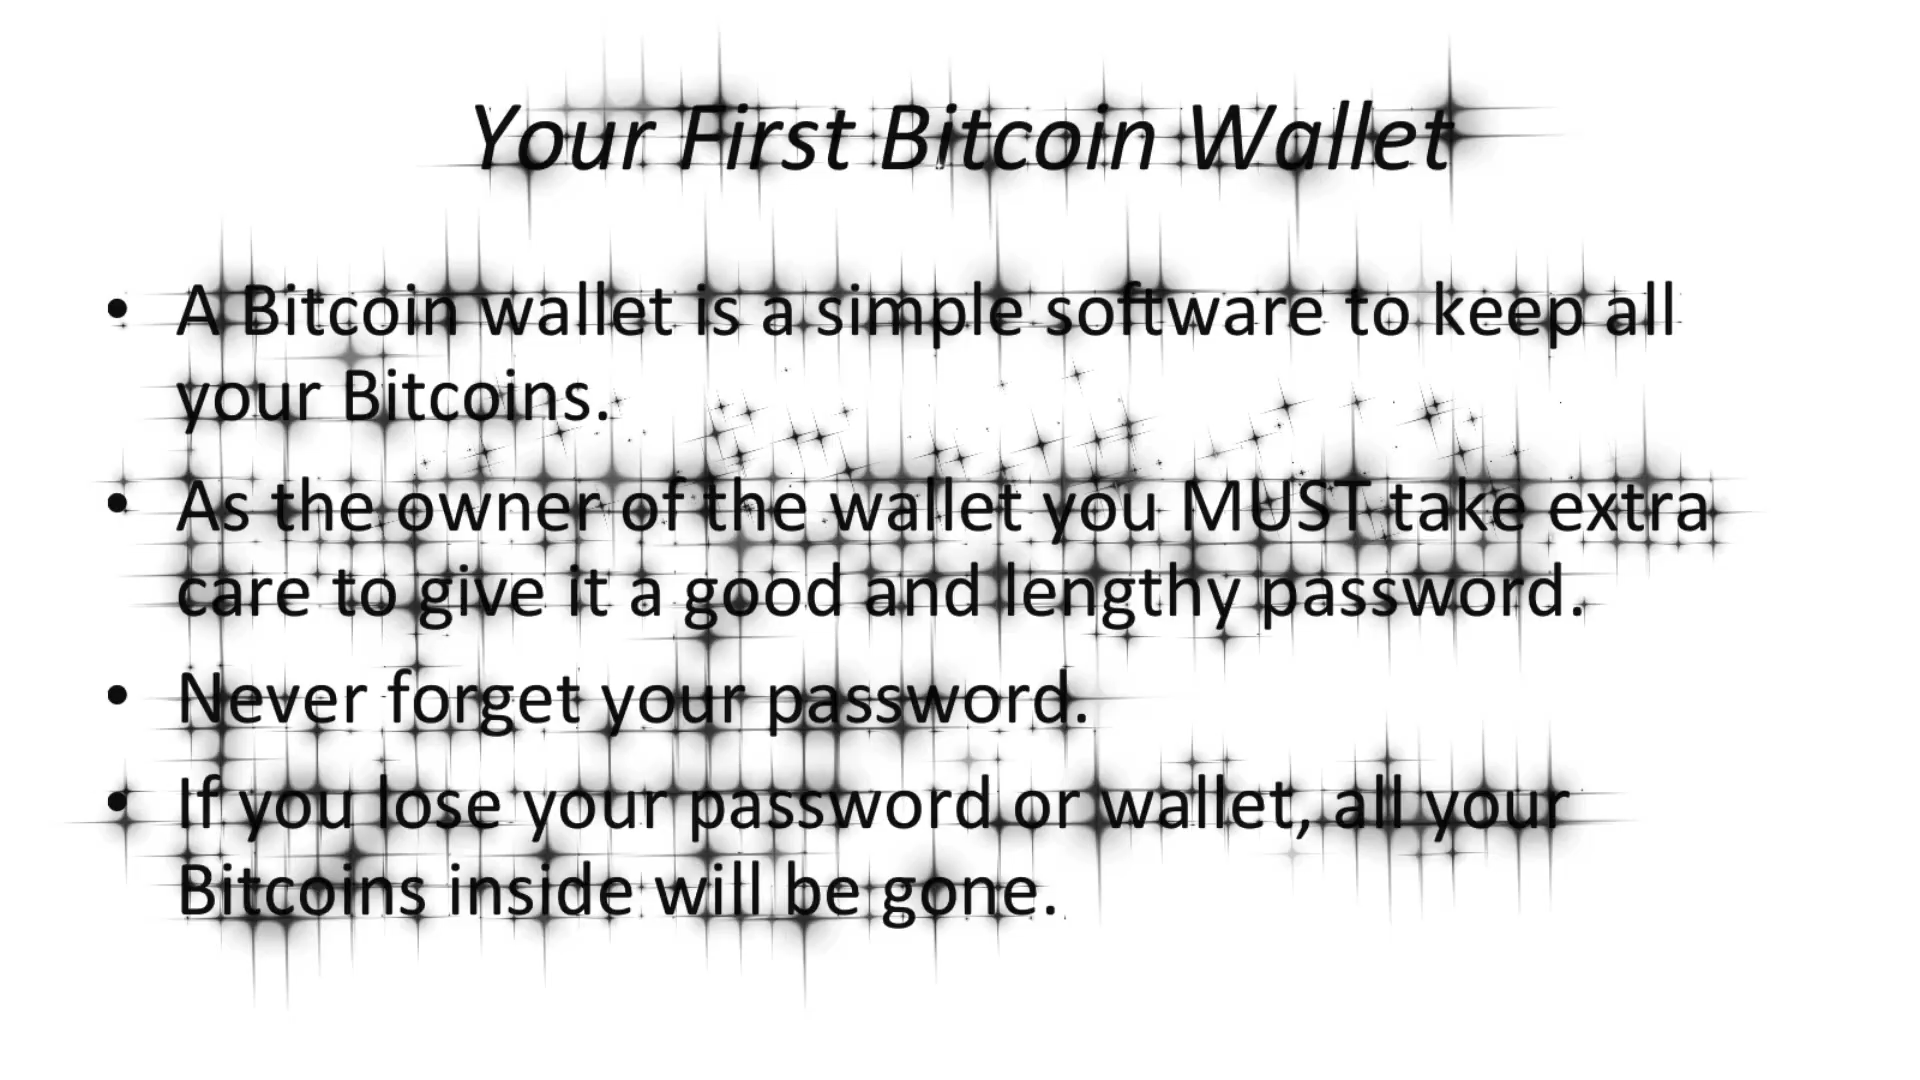 Your First Bitcoin Wallet
• A Bitcoin wallet is a simple software to keep all
your Bitcoins.
• As the owner of the wallet you MUST take extra
care to give it a good and lengthy password.
• Never forget your password.
• If you lose your password or wallet, all your
Bitcoins inside will be gone.